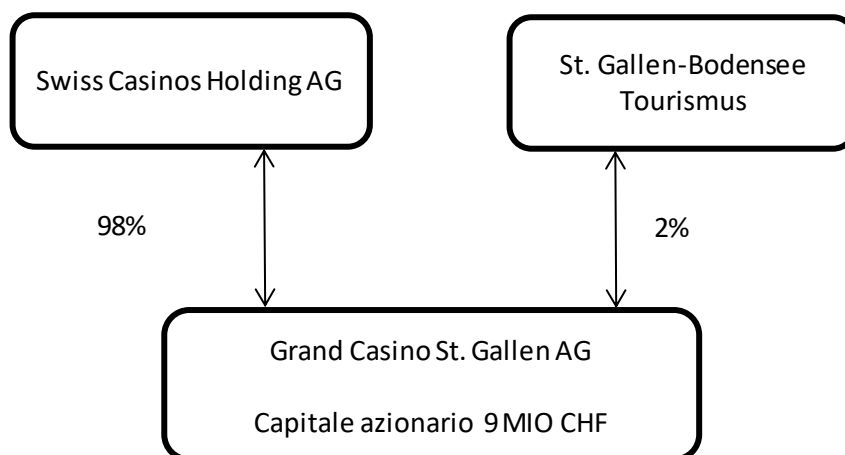 Swiss Casinos Holding AG
St. Gallen-Bodensee
Tourismus
98%
2%
Grand Casino St. Gallen AG
Capitale azionario 9 MIO CHF